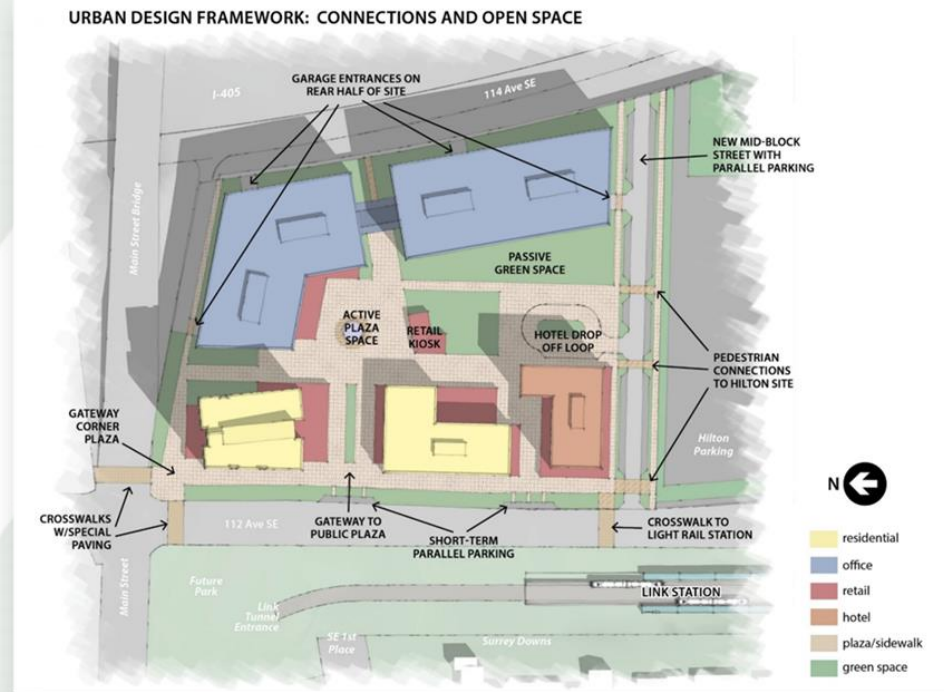 URBAN DESIGN FRAMEWORK: CONNECTIONS AND OPEN SPACE
GARAGE ENTRANCES ON
REAR HALF OF SITE
I-405
114 Ave SE
NEW MID-BLOCK
STREET WITH
PARALLEL PARKING
Main Street Bridge
PASSIVE
GREEN SPACE
ACTIVE
PLAZA
SPACE
RETAIL
KIOSK
HOTEL DROP
OFF LOOP
PEDESTRIAN
CONNECTIONS
TO HILTON SITE
GATEWAY
CORNER
PLAZA
Hilton
Parking
N
CROSSWALKS
W/SPECIAL
PAVING
112 Ave SE
GATEWAY TO
PUBLIC PLAZA
SHORT-TERM
PARALLEL PARKING
CROSSWALK TO
LIGHT RAIL STATION
Main Street
Future
Park
Link
Tunnel
Entrance
SE 1st
Place
Surrey Downs
LINK STATION
residential
office
retail
hotel
plaza/sidewalk
green space